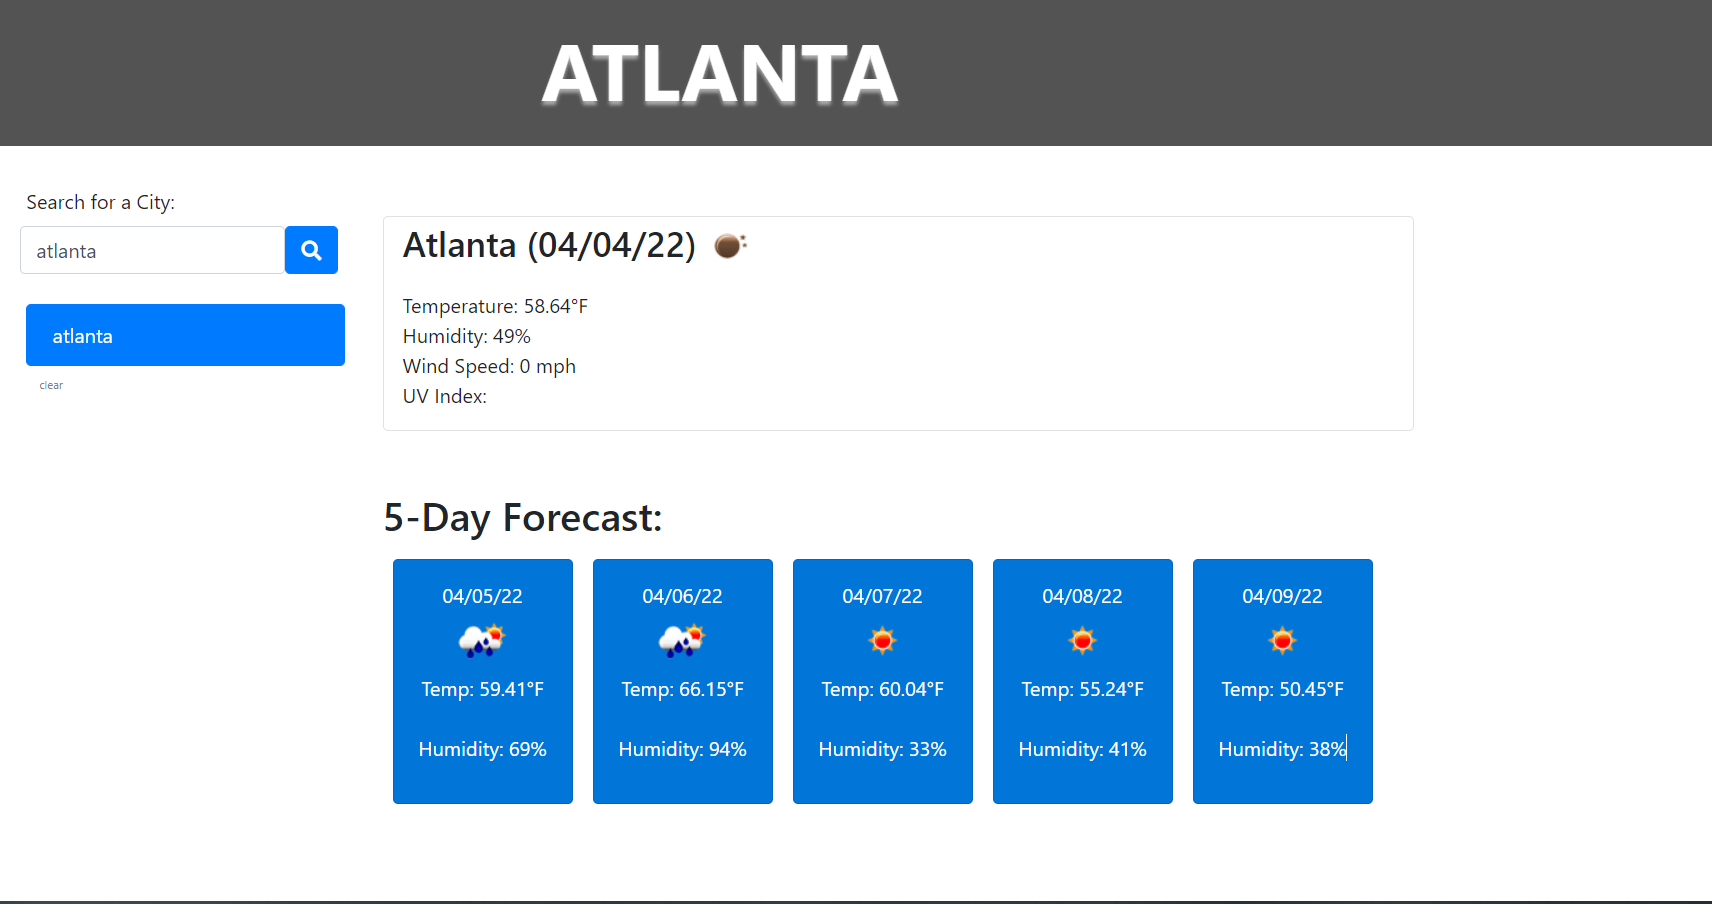 ATLANTA
Search for a City:
atlanta
atlanta
clear
Atlanta (04/04/22)
Temperature: 58.64°F
Humidity: 49%
Wind Speed: 0 mph
UV Index:
5-Day Forecast:
04/05/22
Temp: 59.41°F
Humidity: 69%
04/06/22
Temp: 66.15°F
Humidity: 94%
04/07/22
Temp: 60.04°F
Humidity: 33%
04/08/22
Temp: 55.24°F
Humidity: 41%
04/09/22
Temp: 50.45°F
Humidity: 38%